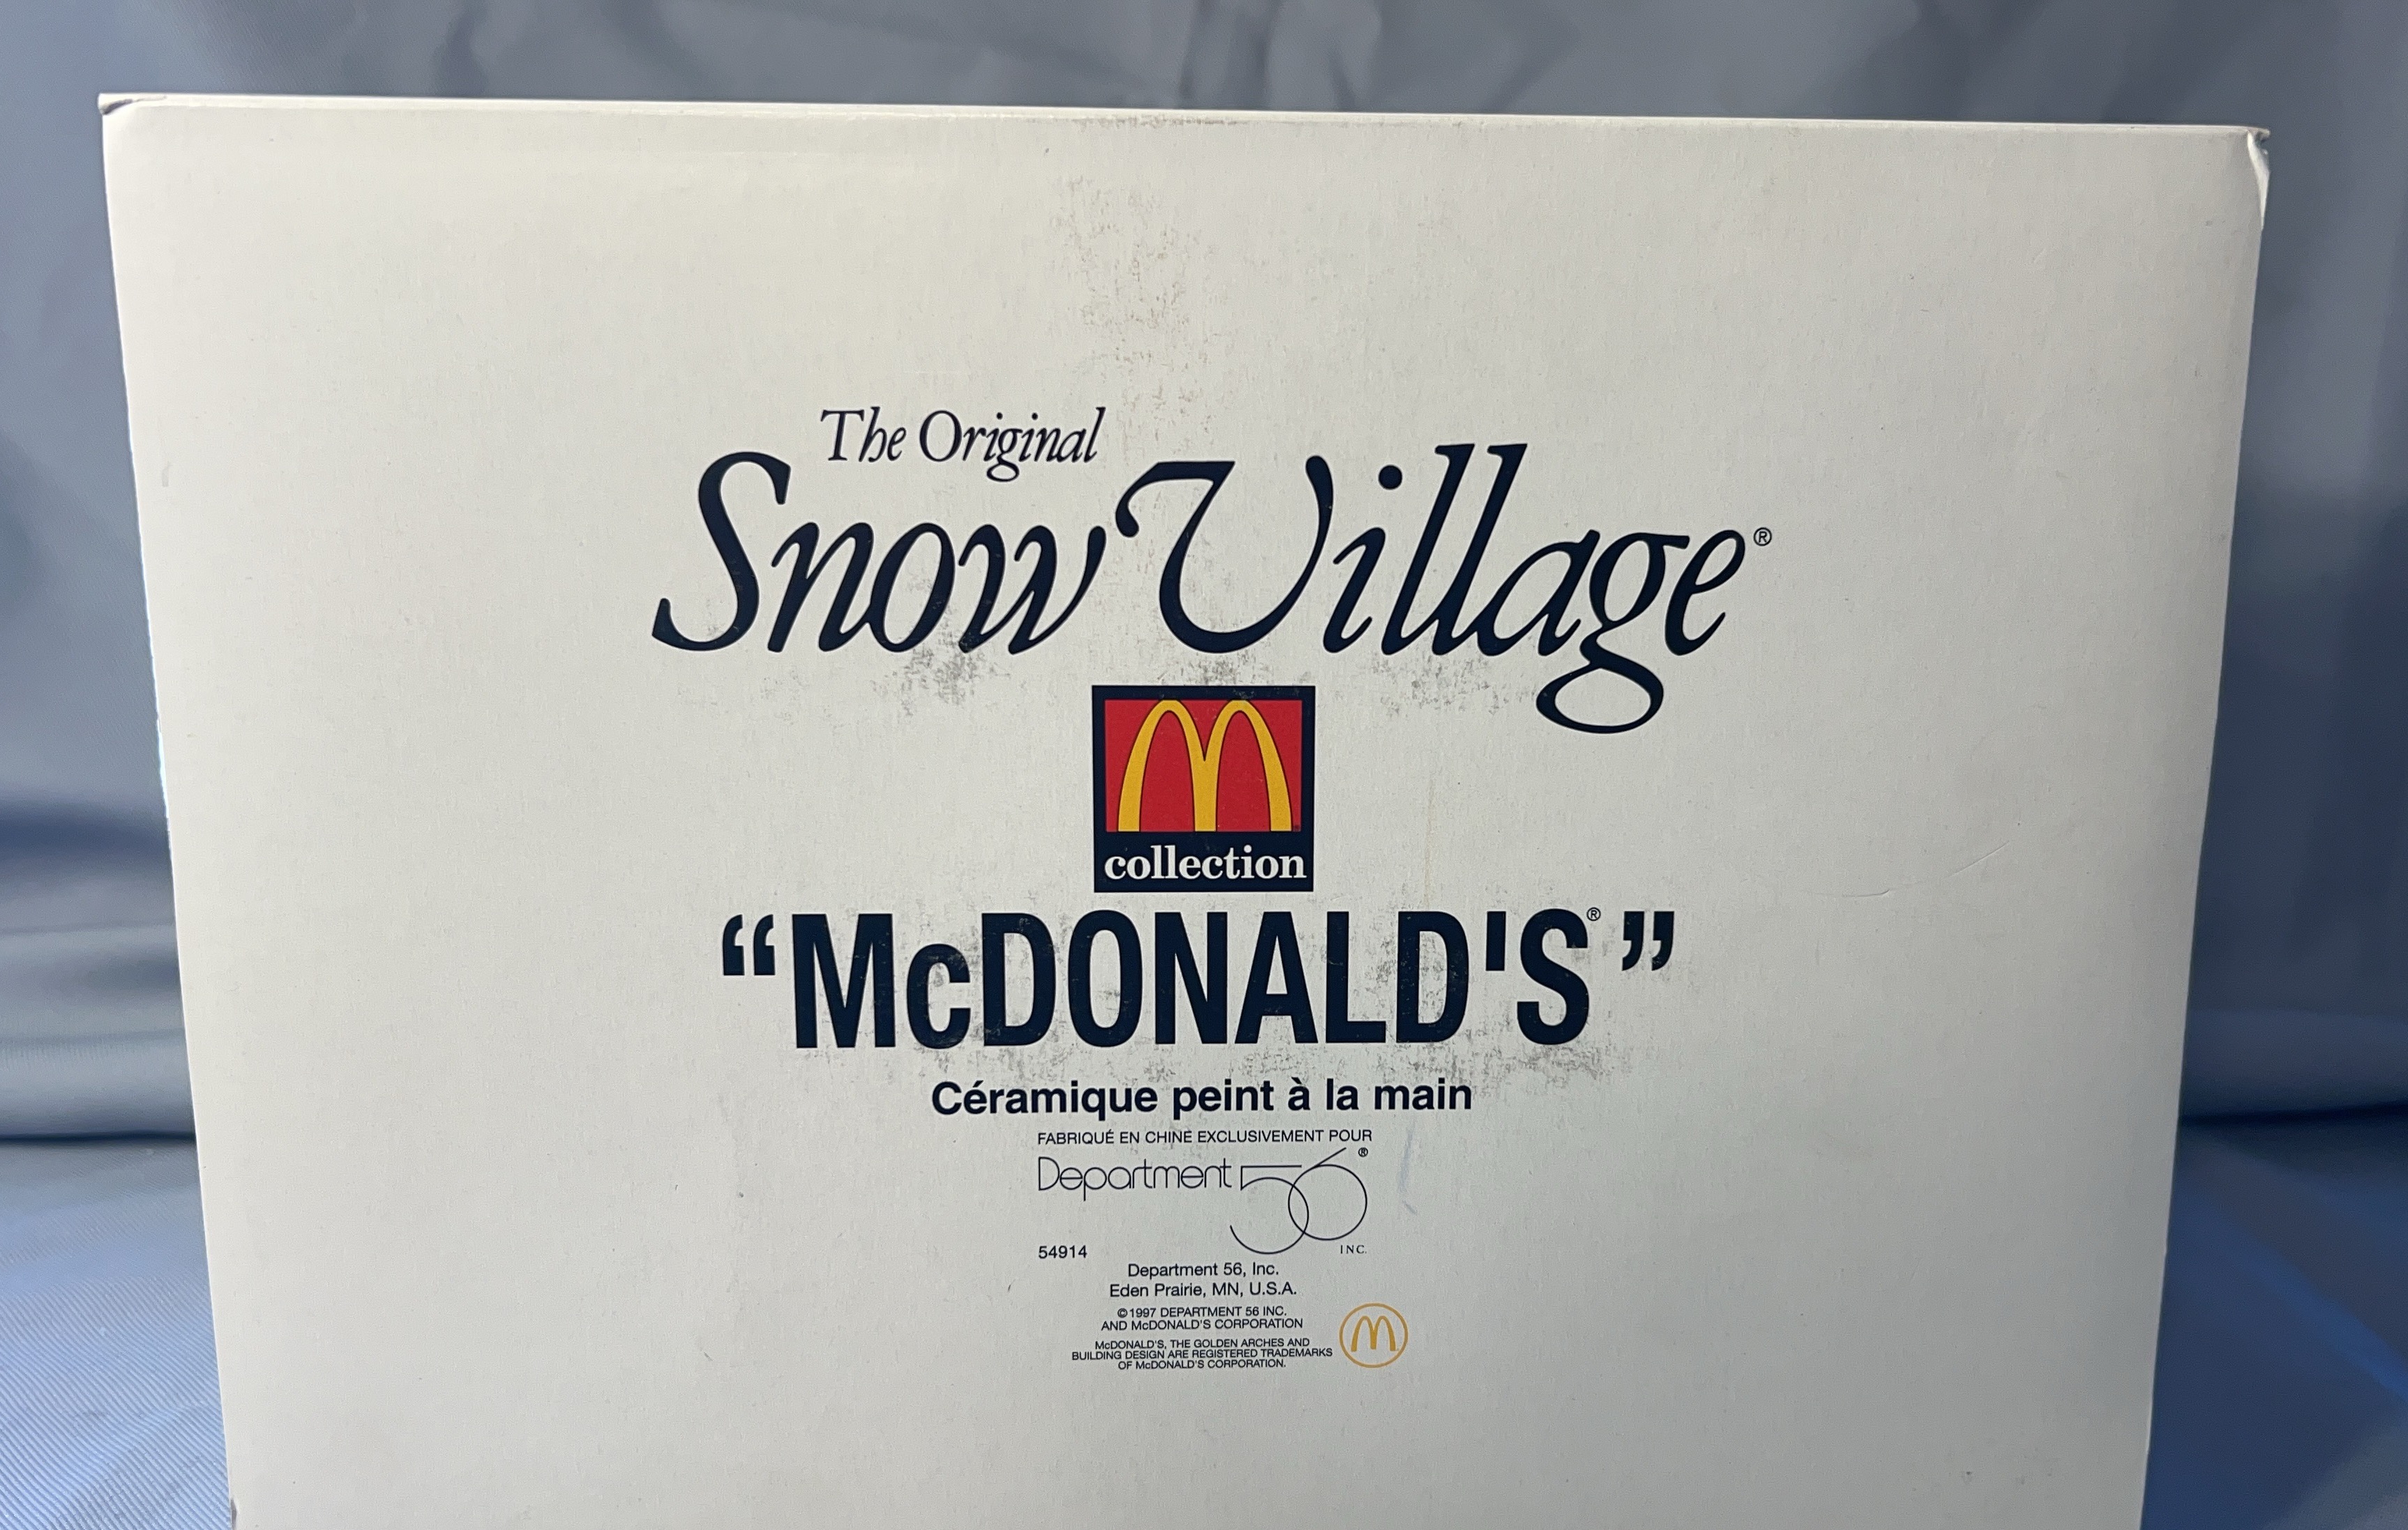 The Original
Snow Village®
M
collection
“McDONALD'S®”
Céramique peint à la main
FABRIQUÉ EN CHINE EXCLUSIVEMENT POUR
Department 56®
INC.
54914
Department 56, Inc.
Eden Prairie, MN, U.S.A.
©1997 DEPARTMENT 56 INC.
AND McDONALD'S CORPORATION
McDONALD'S, THE GOLDEN ARCHES AND
BUILDING DESIGN ARE REGISTERED TRADEMARKS
OF McDONALD'S CORPORATION.
M